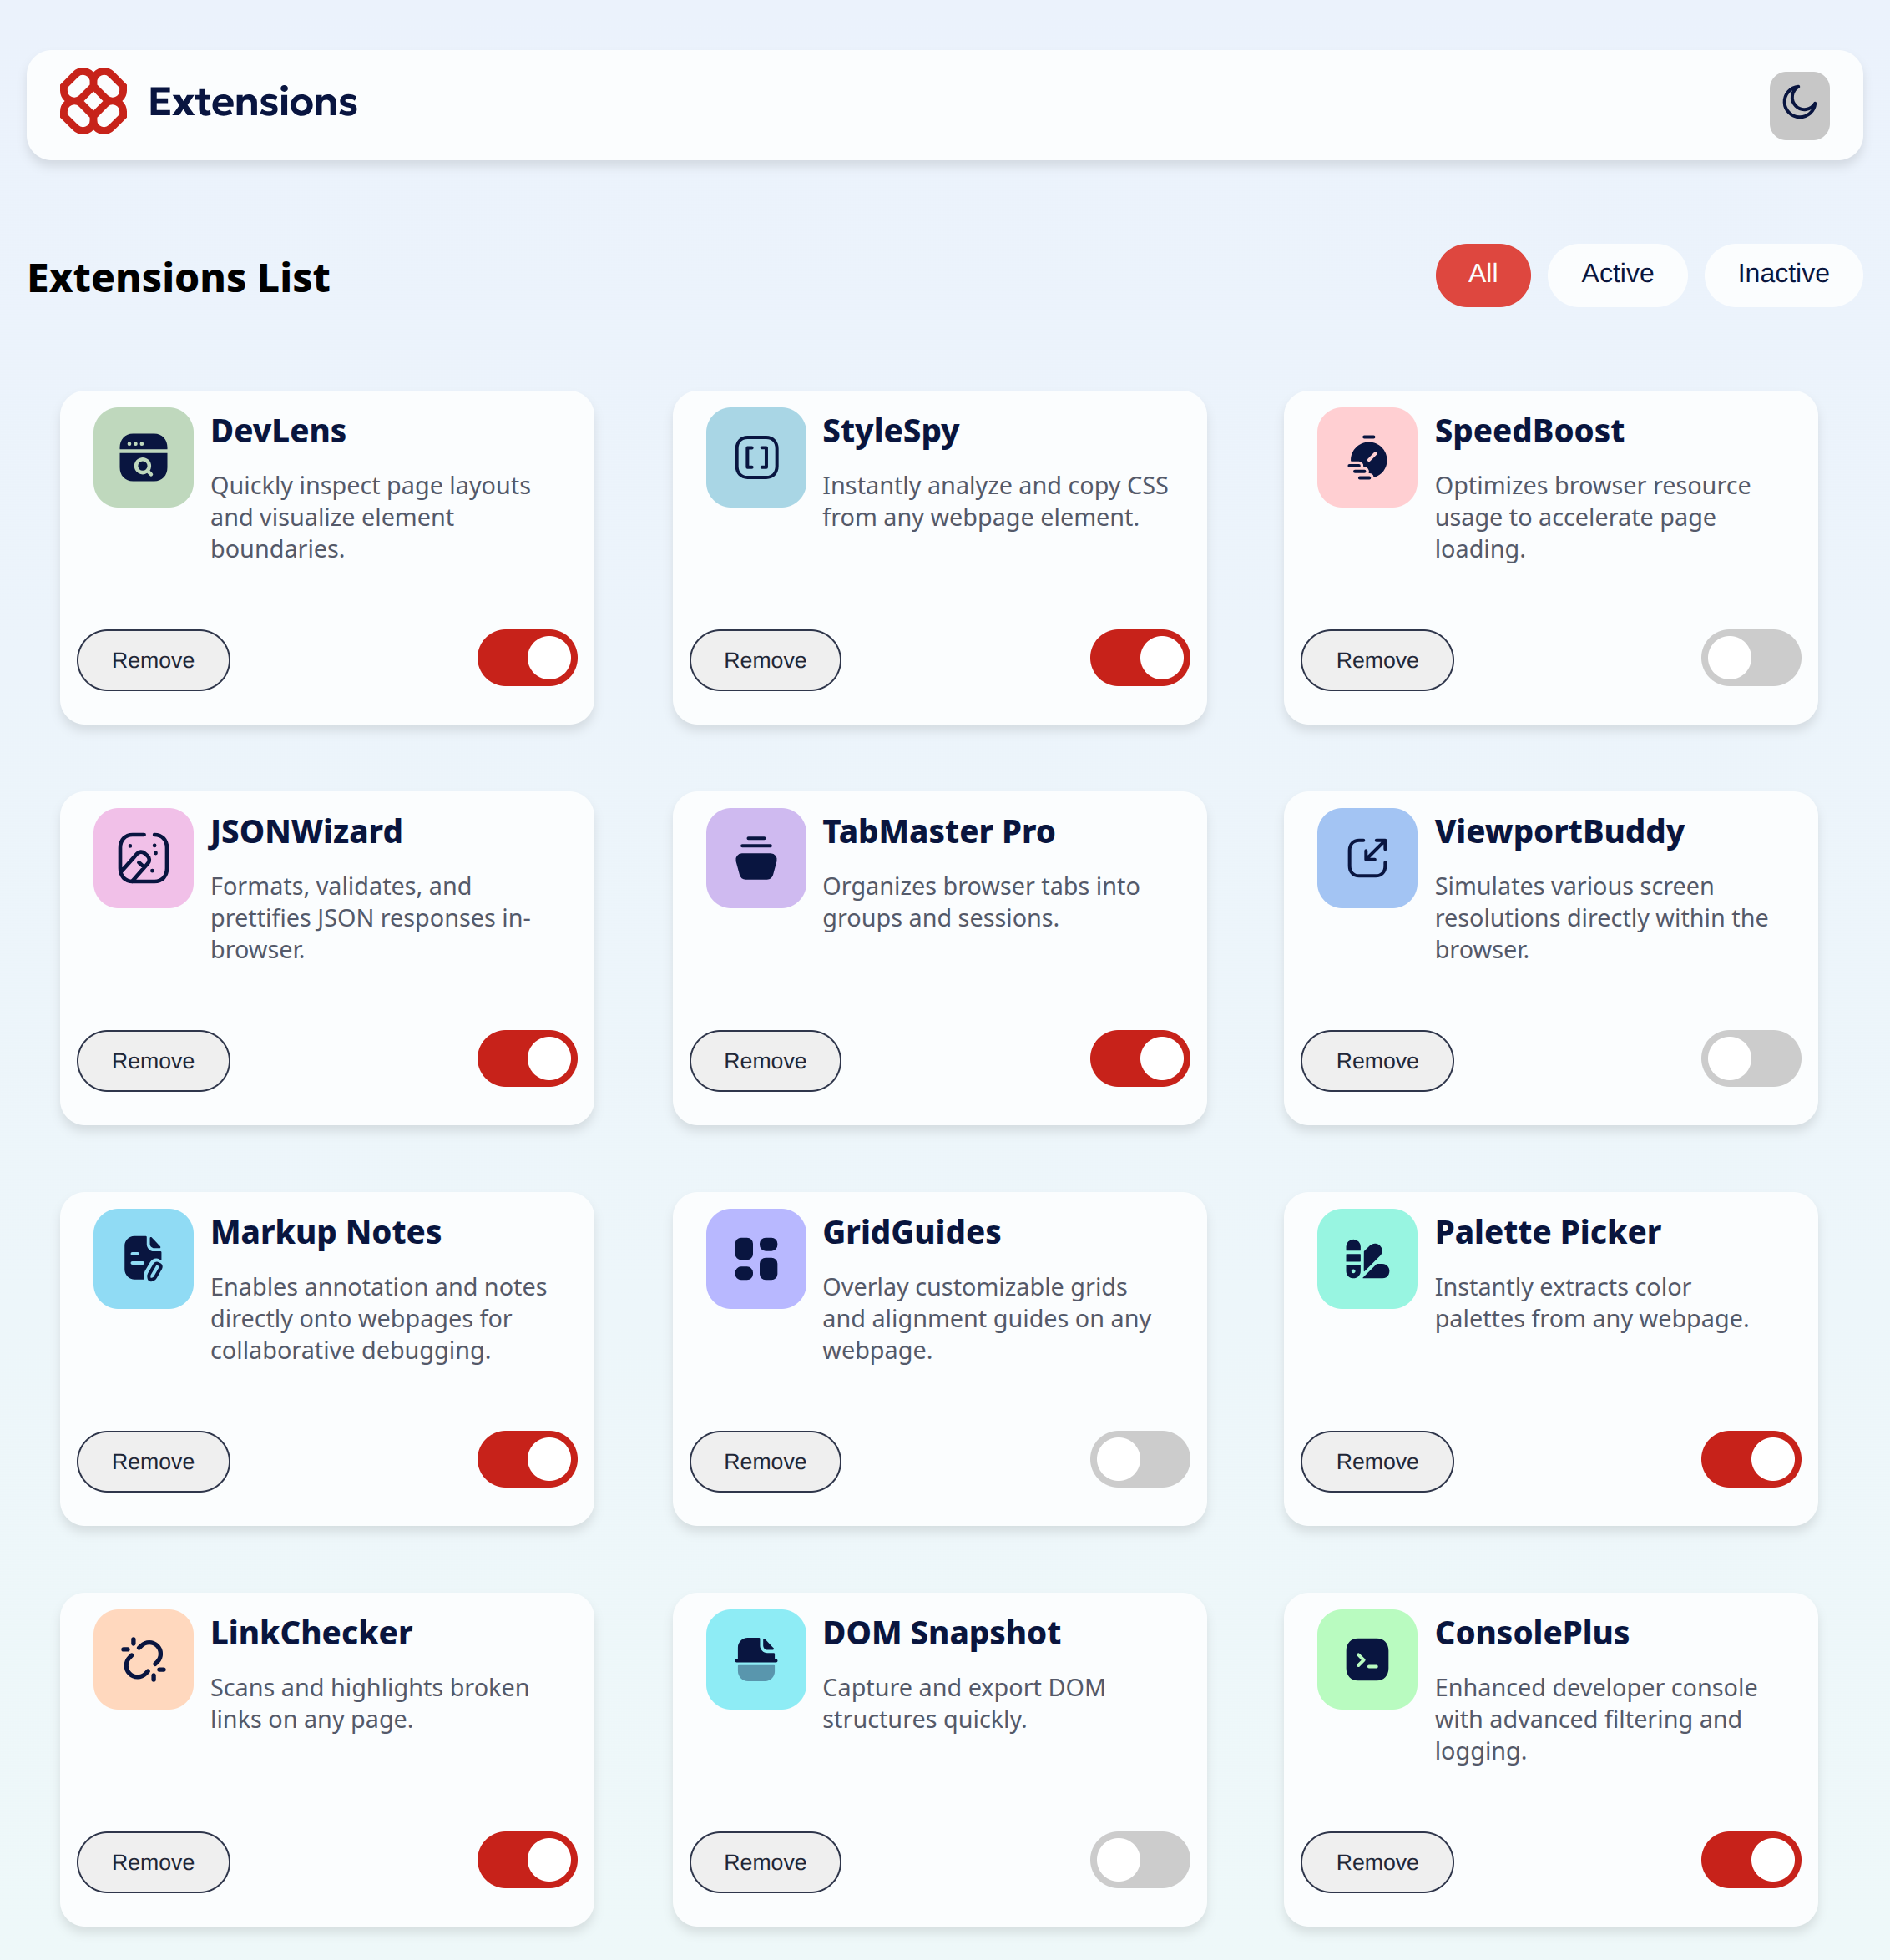 Extensions
Extensions List
All
Active
Inactive
DevLens
Quickly inspect page layouts
and visualize element
boundaries.
Remove
StyleSpy
Instantly analyze and copy CSS
from any webpage element.
Remove
SpeedBoost
Optimizes browser resource
usage to accelerate page
loading.
Remove
JSONWizard
Formats, validates, and
prettifies JSON responses in-
browser.
Remove
TabMaster Pro
Organizes browser tabs into
groups and sessions.
Remove
ViewportBuddy
Simulates various screen
resolutions directly within the
browser.
Remove
Markup Notes
Enables annotation and notes
directly onto webpages for
collaborative debugging.
Remove
GridGuides
Overlay customizable grids
and alignment guides on any
webpage.
Remove
Palette Picker
Instantly extracts color
palettes from any webpage.
Remove
LinkChecker
Scans and highlights broken
links on any page.
Remove
DOM Snapshot
Capture and export DOM
structures quickly.
Remove
ConsolePlus
Enhanced developer console
with advanced filtering and
logging.
Remove